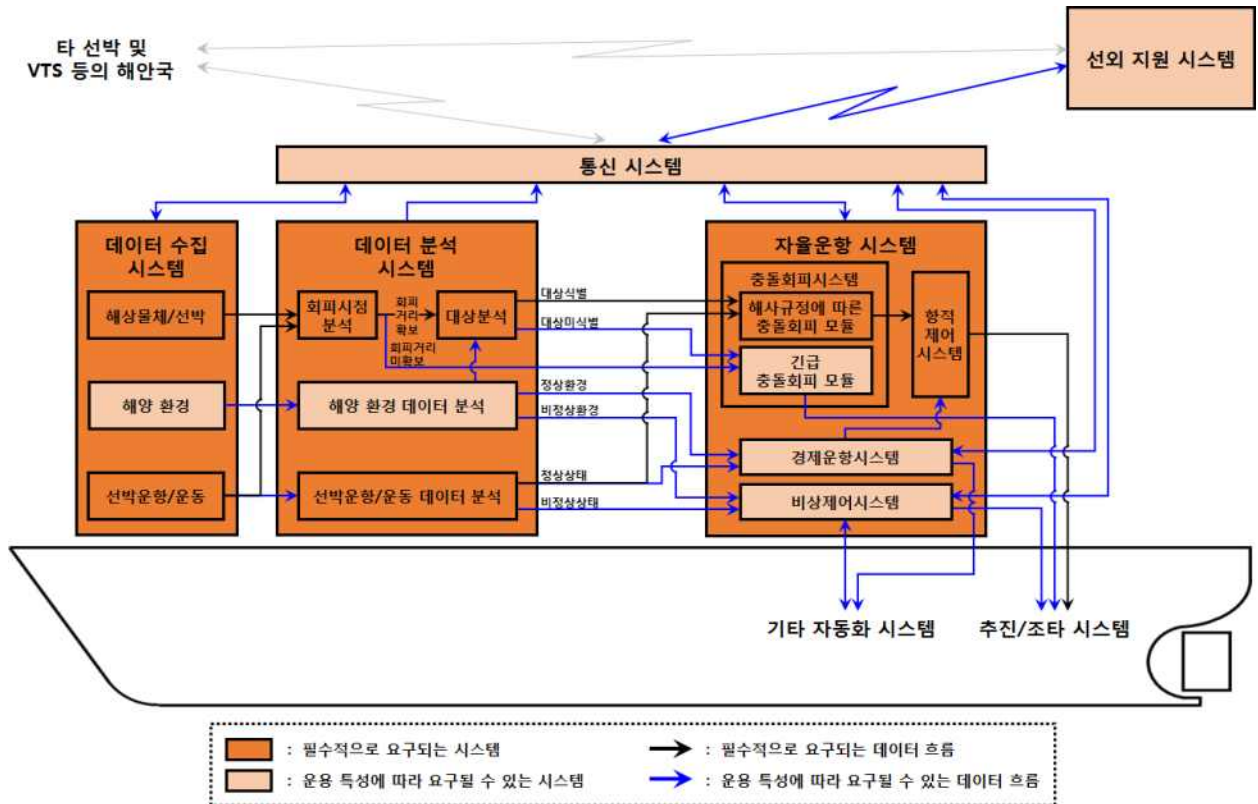 타 선박 및
VTS 등의 해안국
선외 지원 시스템
통신 시스템
데이터 수집
시스템
해상물체/선박
해양 환경
선박운항/운동
데이터 분석
시스템
회피시점
분석
회피
거리
확보
대상분석
회피거리
미확보
해양 환경 데이터 분석
선박운항/운동 데이터 분석
대상식별
대상미식별
정상환경
비정상환경
정상상태
비정상상태
자율운항 시스템
충돌회피시스템
해사규정에 따른
충돌회피 모듈
긴급
충돌회피 모듈
항적
제어
시스템
경제운항시스템
비상제어시스템
기타 자동화 시스템
추진/조타 시스템
: 필수적으로 요구되는 시스템
: 필수적으로 요구되는 데이터 흐름
: 운용 특성에 따라 요구될 수 있는 시스템
: 운용 특성에 따라 요구될 수 있는 데이터 흐름